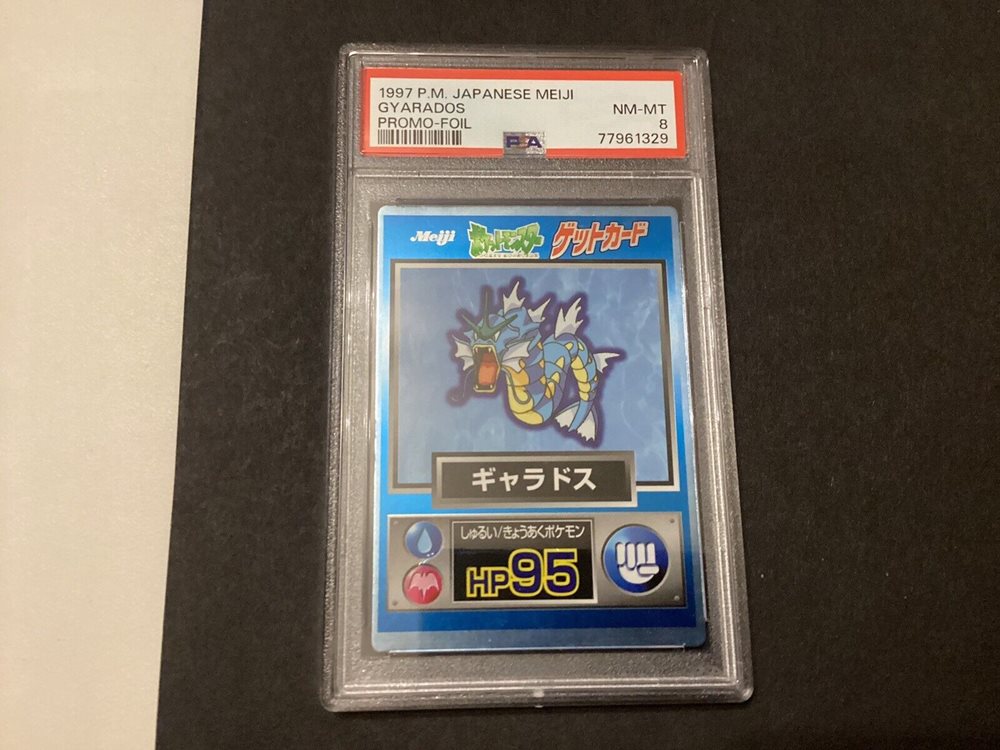 1997 P.M. JAPANESE MEIJI
GYARADOS
PROMO-FOIL
NM-MT
8
77961329
PSA
Meiji
ポケットモンスター
ゲットカード
ギャラドス
しゅるい/きょうあくポケモン
HP95